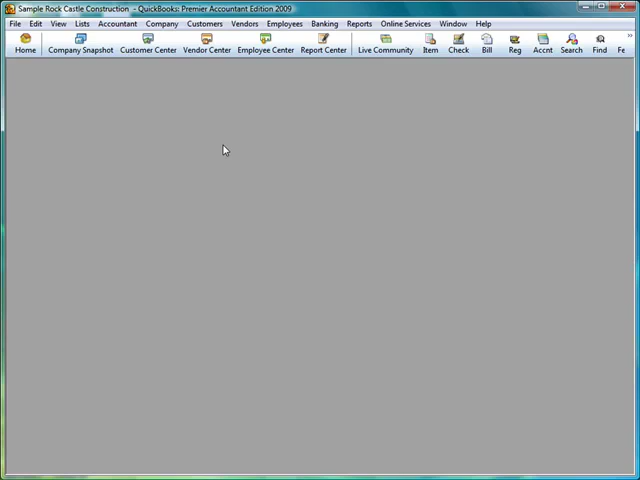 Sample Rock Castle Construction - QuickBooks: Premier Accountant Edition 2009
File Edit View Lists Accountant Company Customers Vendors Employees Banking Reports Online Services Window Help
Home Company Snapshot Customer Center Vendor Center Employee Center Report Center Live Community Item Check Bill Reg Accnt Search Find Fe